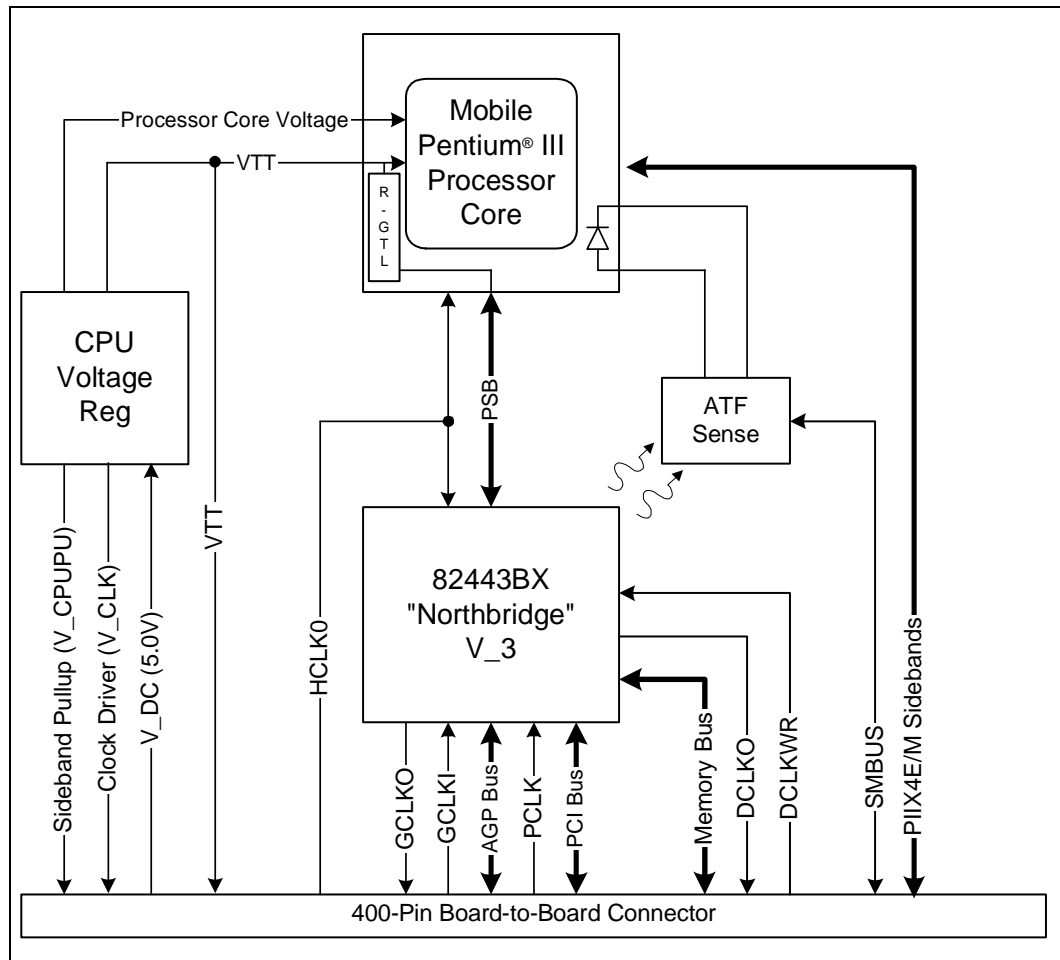 Processor Core Voltage
VTT
Mobile
Pentium® III
Processor
Core
R
-
G
T
L
CPU
Voltage
Reg
PSB
ATF
Sense
VTT
HCLK0
82443BX
"Northbridge"
V_3
Sideband Pullup (V_CPUPU)
Clock Driver (V_CLK)
V_DC (5.0V)
GCLKO
GCLKI
AGP Bus
PCLK
PCI Bus
Memory Bus
DCLKO
DCLKWR
SMBUS
PIIX4E/M Sidebands
400-Pin Board-to-Board Connector